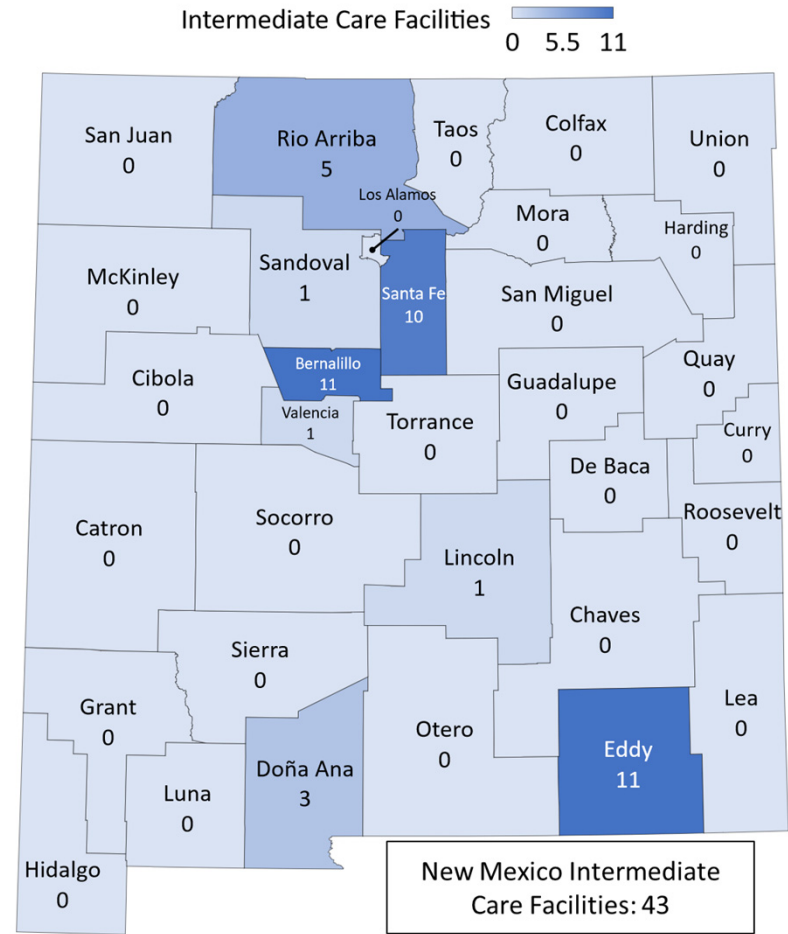 Intermediate Care Facilities
0 5.5 11
San Juan
0
Rio Arriba
5
Taos
0
Colfax
0
Union
0
Los Alamos
0
Mora
0
Harding
0
McKinley
0
Sandoval
1
Santa Fe
10
San Miguel
0
Cibola
0
Bernalillo
11
Valencia
1
Torrance
0
Guadalupe
0
Quay
0
Curry
0
De Baca
0
Roosevelt
0
Catron
0
Socorro
0
Lincoln
1
Chaves
0
Sierra
0
Grant
0
Lea
0
Otero
0
Eddy
11
Doña Ana
3
Luna
0
Hidalgo
0
New Mexico Intermediate
Care Facilities: 43